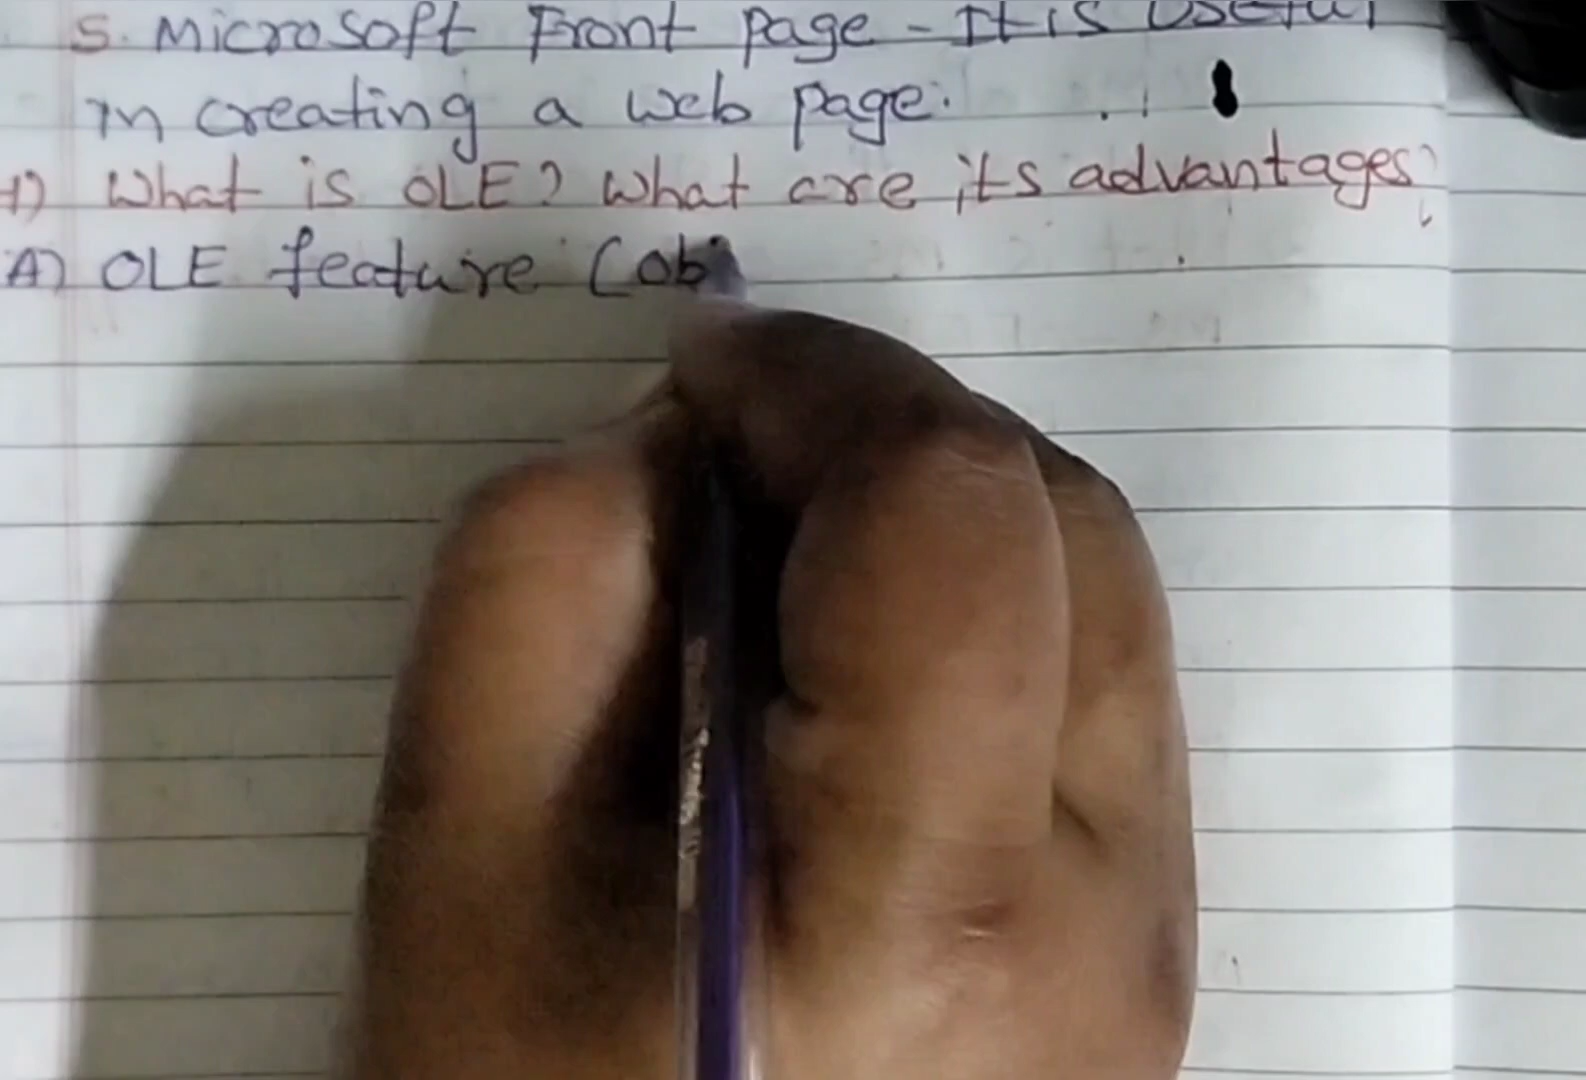 5. Microsoft Front page - It is useful
in creating a web page.
1) What is OLE? What are its advantages?
A) OLE feature (ob